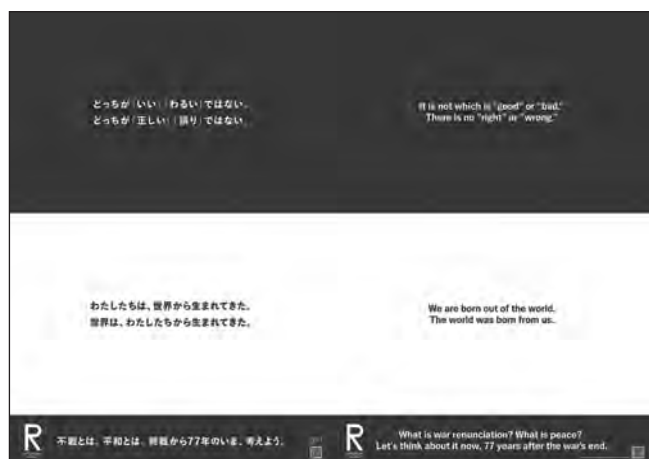 どっちが「いい」「わるい」ではない。
どっちが「正しい」「誤り」ではない。
It is not which is "good" or "bad."
There is no "right" or "wrong."
わたしたちは、世界から生まれてきた。
世界は、わたしたちから生まれてきた。
We are born out of the world.
The world was born from us.
R
不戦とは、平和とは、終戦から77年のいま、考えよう。
R
What is war renunciation? What is peace?
Let's think about it now, 77 years after the war's end.